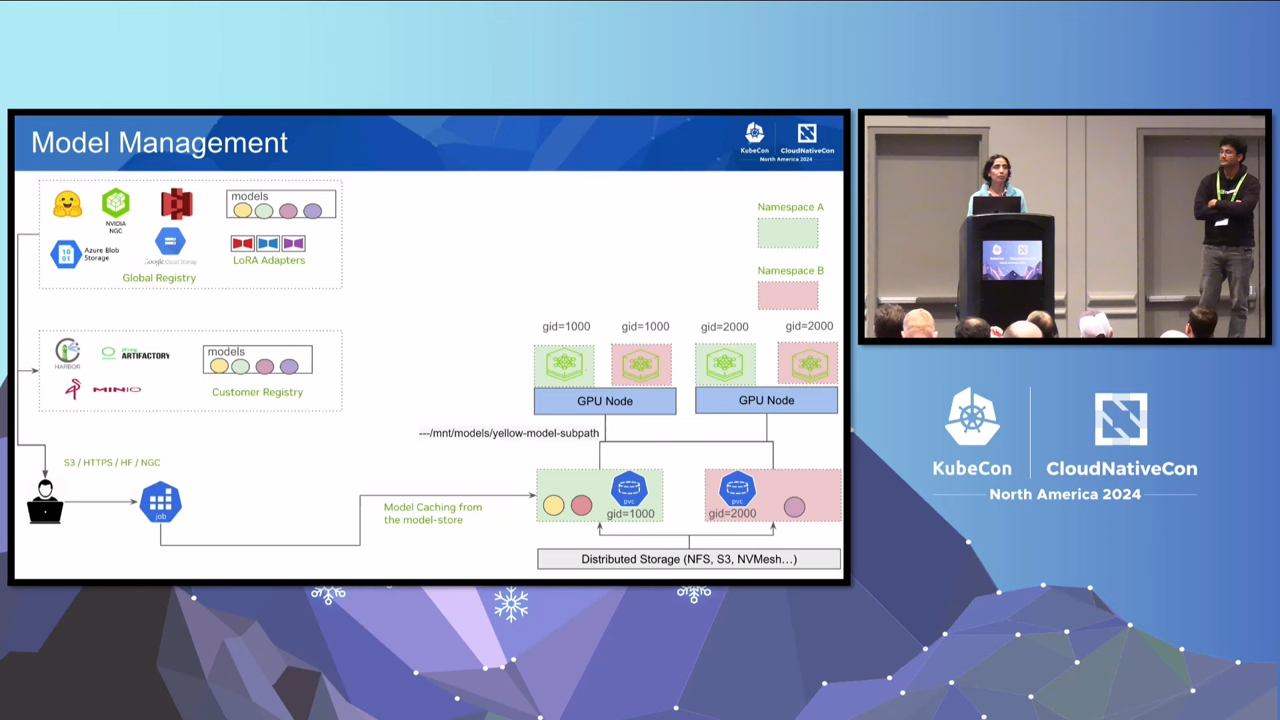 Model Management
KubeCon
CloudNativeCon
North America 2024
NVIDIA
NGC
models
Azure Blob
Storage
10
01
Google Cloud Storage
LoRA Adapters
Global Registry
Namespace A
Namespace B
gid=1000
gid=1000
gid=2000
gid=2000
HARBOR
JFrog
ARTIFACTORY
models
MINIO
Customer Registry
GPU Node
GPU Node
---/mnt/models/yellow-model-subpath
S3 / HTTPS / HF / NGC
job
Model Caching from
the model-store
pvc
gid=1000
pvc
gid=2000
Distributed Storage (NFS, S3, NVMesh...)
KubeCon
CloudNativeCon
North America 2024